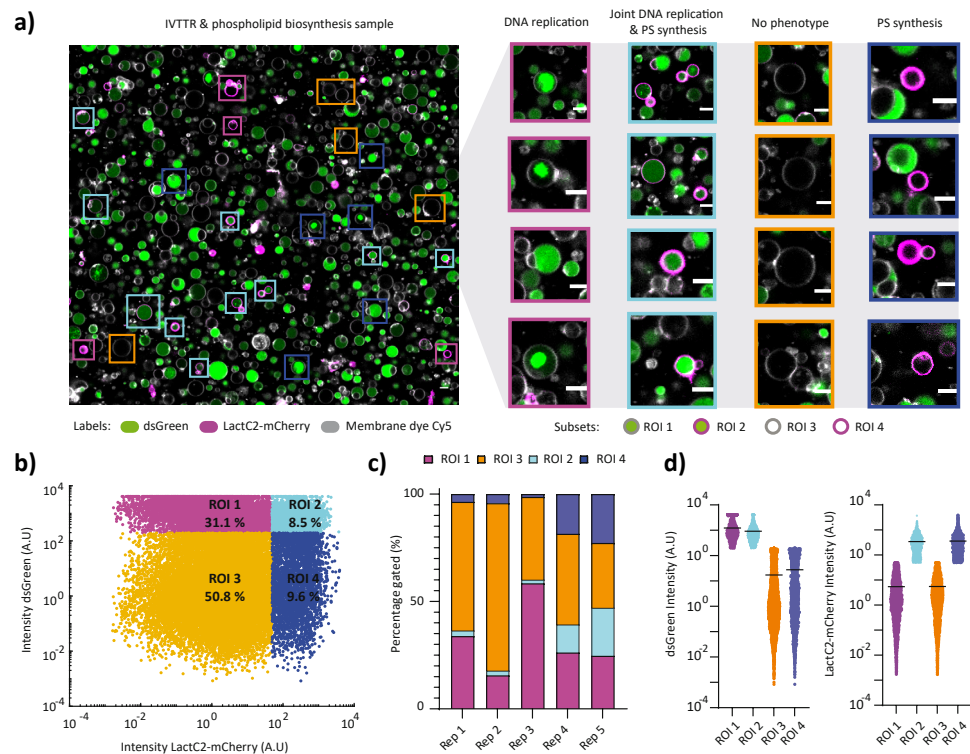 a)
IVTTR & phospholipid biosynthesis sample
DNA replication
Joint DNA replication
& PS synthesis
No phenotype
PS synthesis
Labels: dsGreen LactC2-mCherry Membrane dye Cy5
Subsets: ROI 1 ROI 2 ROI 3 ROI 4
b)
Intensity dsGreen (A.U)
10^4
10^2
10^0
10^-2
10^-4
ROI 1
31.1 %
ROI 2
8.5 %
ROI 3
50.8 %
ROI 4
9.6 %
10^-4 10^-2 10^0 10^2 10^4
Intensity LactC2-mCherry (A.U)
c)
ROI 1 ROI 3 ROI 2 ROI 4
Percentage gated (%)
100
50
0
Rep 1 Rep 2 Rep 3 Rep 4 Rep 5
d)
dsGreen Intensity (A.U)
10^4
10^2
10^0
10^-2
10^-4
ROI 1 ROI 2 ROI 3 ROI 4
LactC2-mCherry Intensity (A.U)
10^4
10^2
10^0
10^-2
10^-4
ROI 1 ROI 2 ROI 3 ROI 4